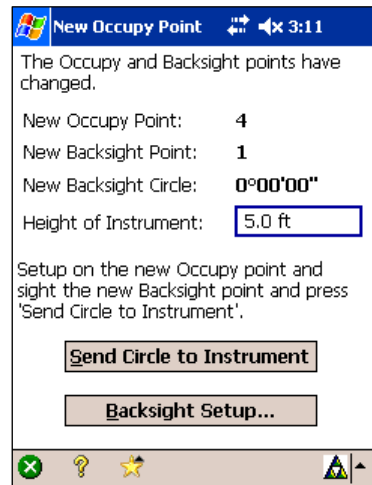 New Occupy Point 3:11
The Occupy and Backsight points have
changed.
New Occupy Point: 4
New Backsight Point: 1
New Backsight Circle: 0°00'00"
Height of Instrument: 5.0 ft
Setup on the new Occupy point and
sight the new Backsight point and press
'Send Circle to Instrument'.
Send Circle to Instrument
Backsight Setup...